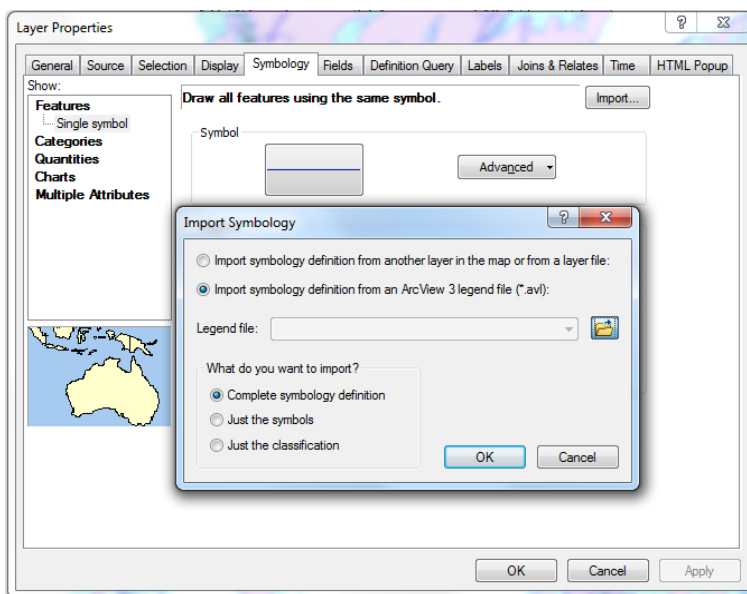 Layer Properties
General Source Selection Display Symbology Fields Definition Query Labels Joins & Relates Time HTML Popup
Show:
Features
Single symbol
Categories
Quantities
Charts
Multiple Attributes
Draw all features using the same symbol.
Import...
Symbol
Advanced
Import Symbology
Import symbology definition from another layer in the map or from a layer file:
Import symbology definition from an ArcView 3 legend file (*.avl):
Legend file:
What do you want to import?
Complete symbology definition
Just the symbols
Just the classification
OK Cancel
OK Cancel Apply